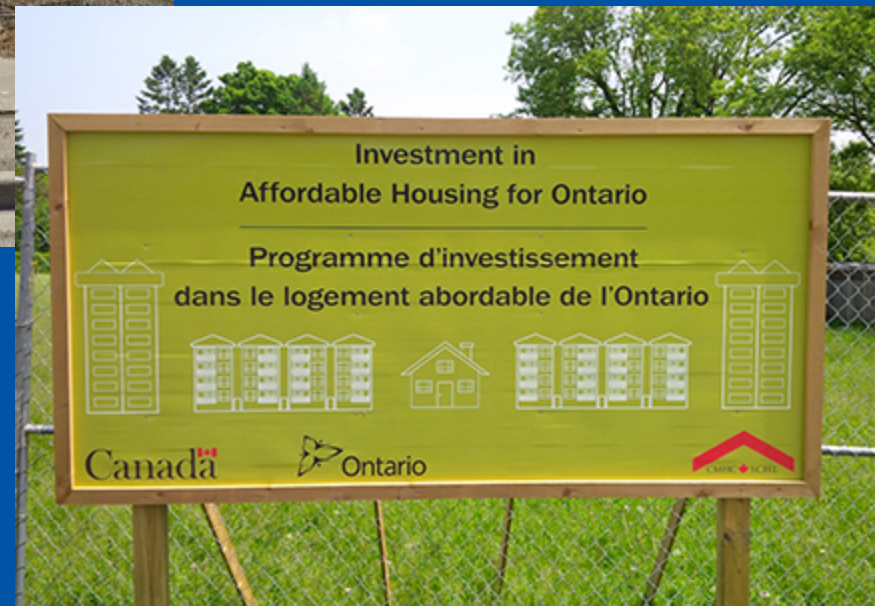 Investment in
Affordable Housing for Ontario
Programme d'investissement
dans le logement abordable de l'Ontario
Canada
Ontario
CMHC SCHL